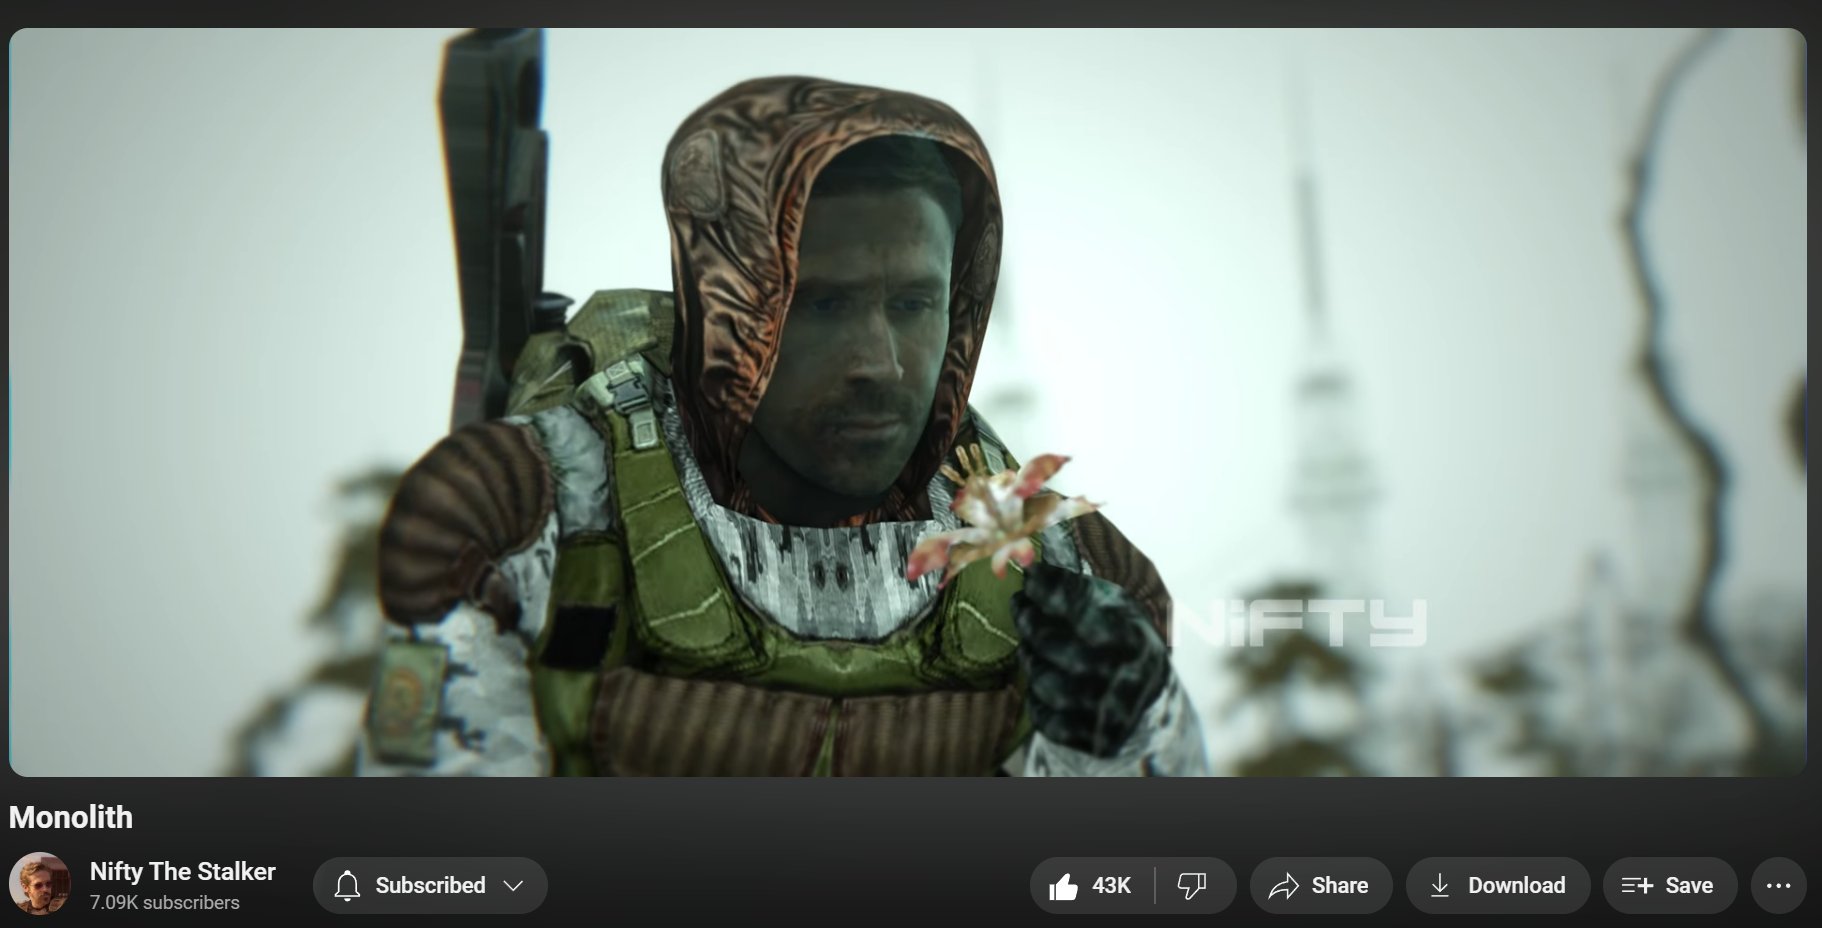 NiFTY
Monolith
Nifty The Stalker
7.09K subscribers
Subscribed
43K
Share
Download
Save